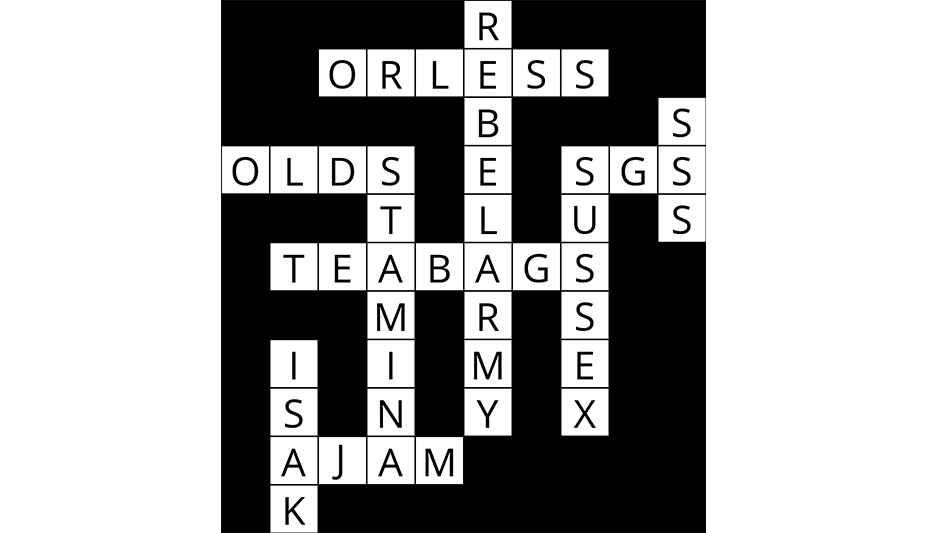 R
ORLESS
B S
OLDS E SGS
T L U S
TEABAGS
M R S
I I M E
S N Y X
AJAM
K